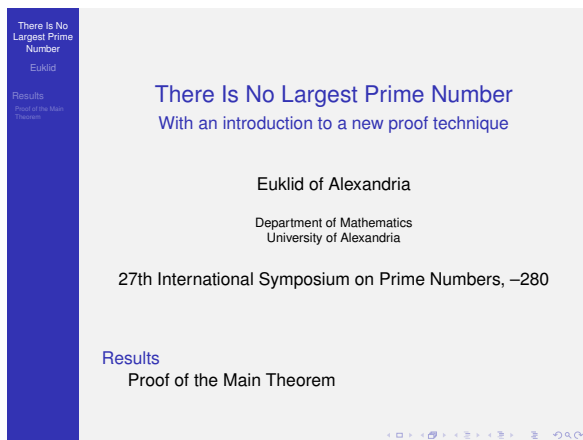 There Is No
Largest Prime
Number
Euklid
Results
Proof of the Main
Theorem
There Is No Largest Prime Number
With an introduction to a new proof technique
Euklid of Alexandria
Department of Mathematics
University of Alexandria
27th International Symposium on Prime Numbers, –280
Results
Proof of the Main Theorem